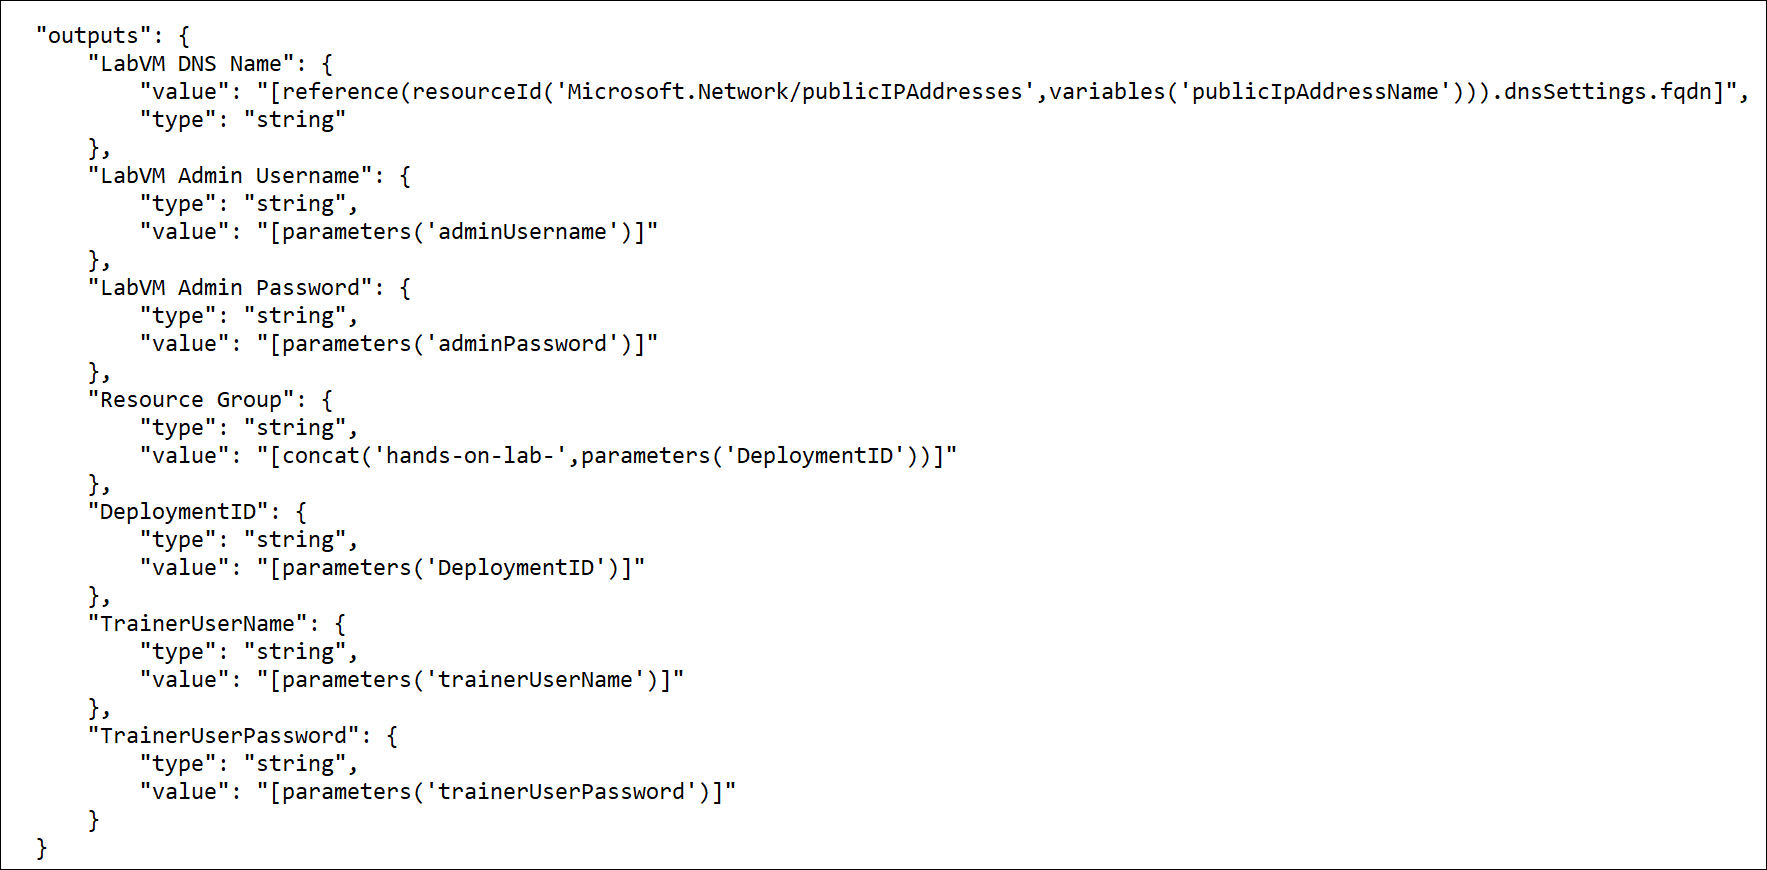 "outputs": {
"LabVM DNS Name": {
"value": "[reference(resourceId('Microsoft.Network/publicIPAddresses',variables('publicIpAddressName'))).dnsSettings.fqdn]",
"type": "string"
},
"LabVM Admin Username": {
"type": "string",
"value": "[parameters('adminUsername')]"
},
"LabVM Admin Password": {
"type": "string",
"value": "[parameters('adminPassword')]"
},
"Resource Group": {
"type": "string",
"value": "[concat('hands-on-lab-',parameters('DeploymentID'))]"
},
"DeploymentID": {
"type": "string",
"value": "[parameters('DeploymentID')]"
},
"TrainerUserName": {
"type": "string",
"value": "[parameters('trainerUserName')]"
},
"TrainerUserPassword": {
"type": "string",
"value": "[parameters('trainerUserPassword')]"
}
}